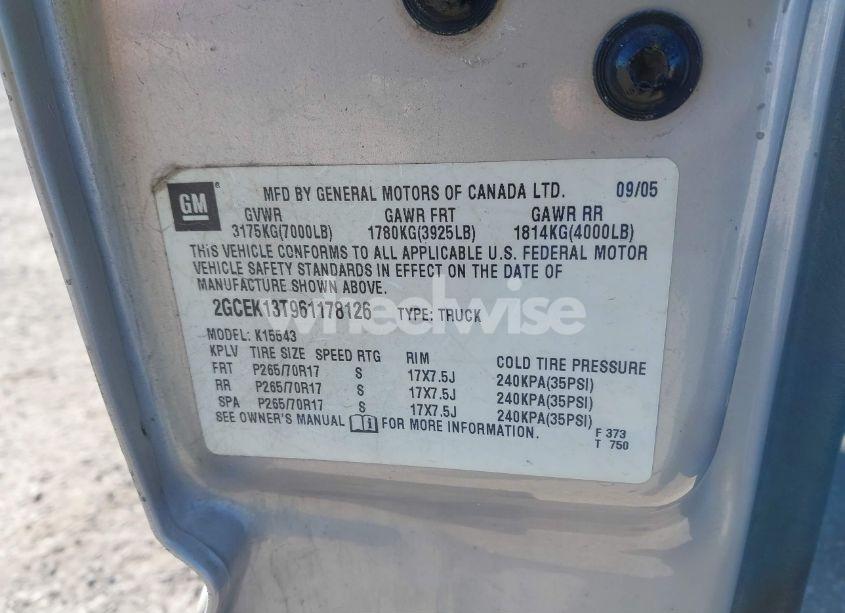 GM
MFD BY GENERAL MOTORS OF CANADA LTD. 09/05
GVWR GAWR FRT GAWR RR
3175KG(7000LB) 1780KG(3925LB) 1814KG(4000LB)
THIS VEHICLE CONFORMS TO ALL APPLICABLE U.S. FEDERAL MOTOR
VEHICLE SAFETY STANDARDS IN EFFECT ON THE DATE OF
MANUFACTURE SHOWN ABOVE.
2GCEK13T961178126 TYPE: TRUCK
wheelwise
MODEL: K15543
KPLV TIRE SIZE SPEED RTG RIM COLD TIRE PRESSURE
FRT P265/70R17 S 17X7.5J 240KPA(35PSI)
RR P265/70R17 S 17X7.5J 240KPA(35PSI)
SPA P265/70R17 S 17X7.5J 240KPA(35PSI)
SEE OWNER'S MANUAL FOR MORE INFORMATION.
F 373
T 750